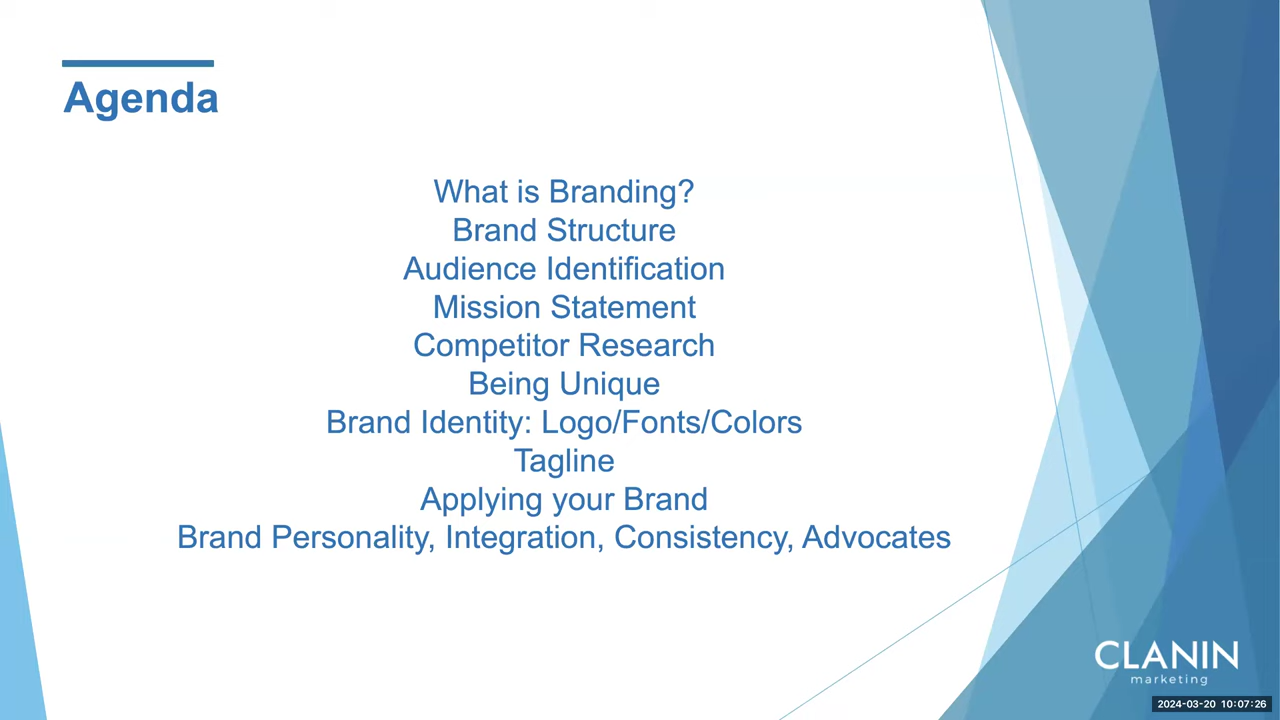 Agenda
What is Branding?
Brand Structure
Audience Identification
Mission Statement
Competitor Research
Being Unique
Brand Identity: Logo/Fonts/Colors
Tagline
Applying your Brand
Brand Personality, Integration, Consistency, Advocates
CLANIN
marketing
2024-03-20 10:07:26